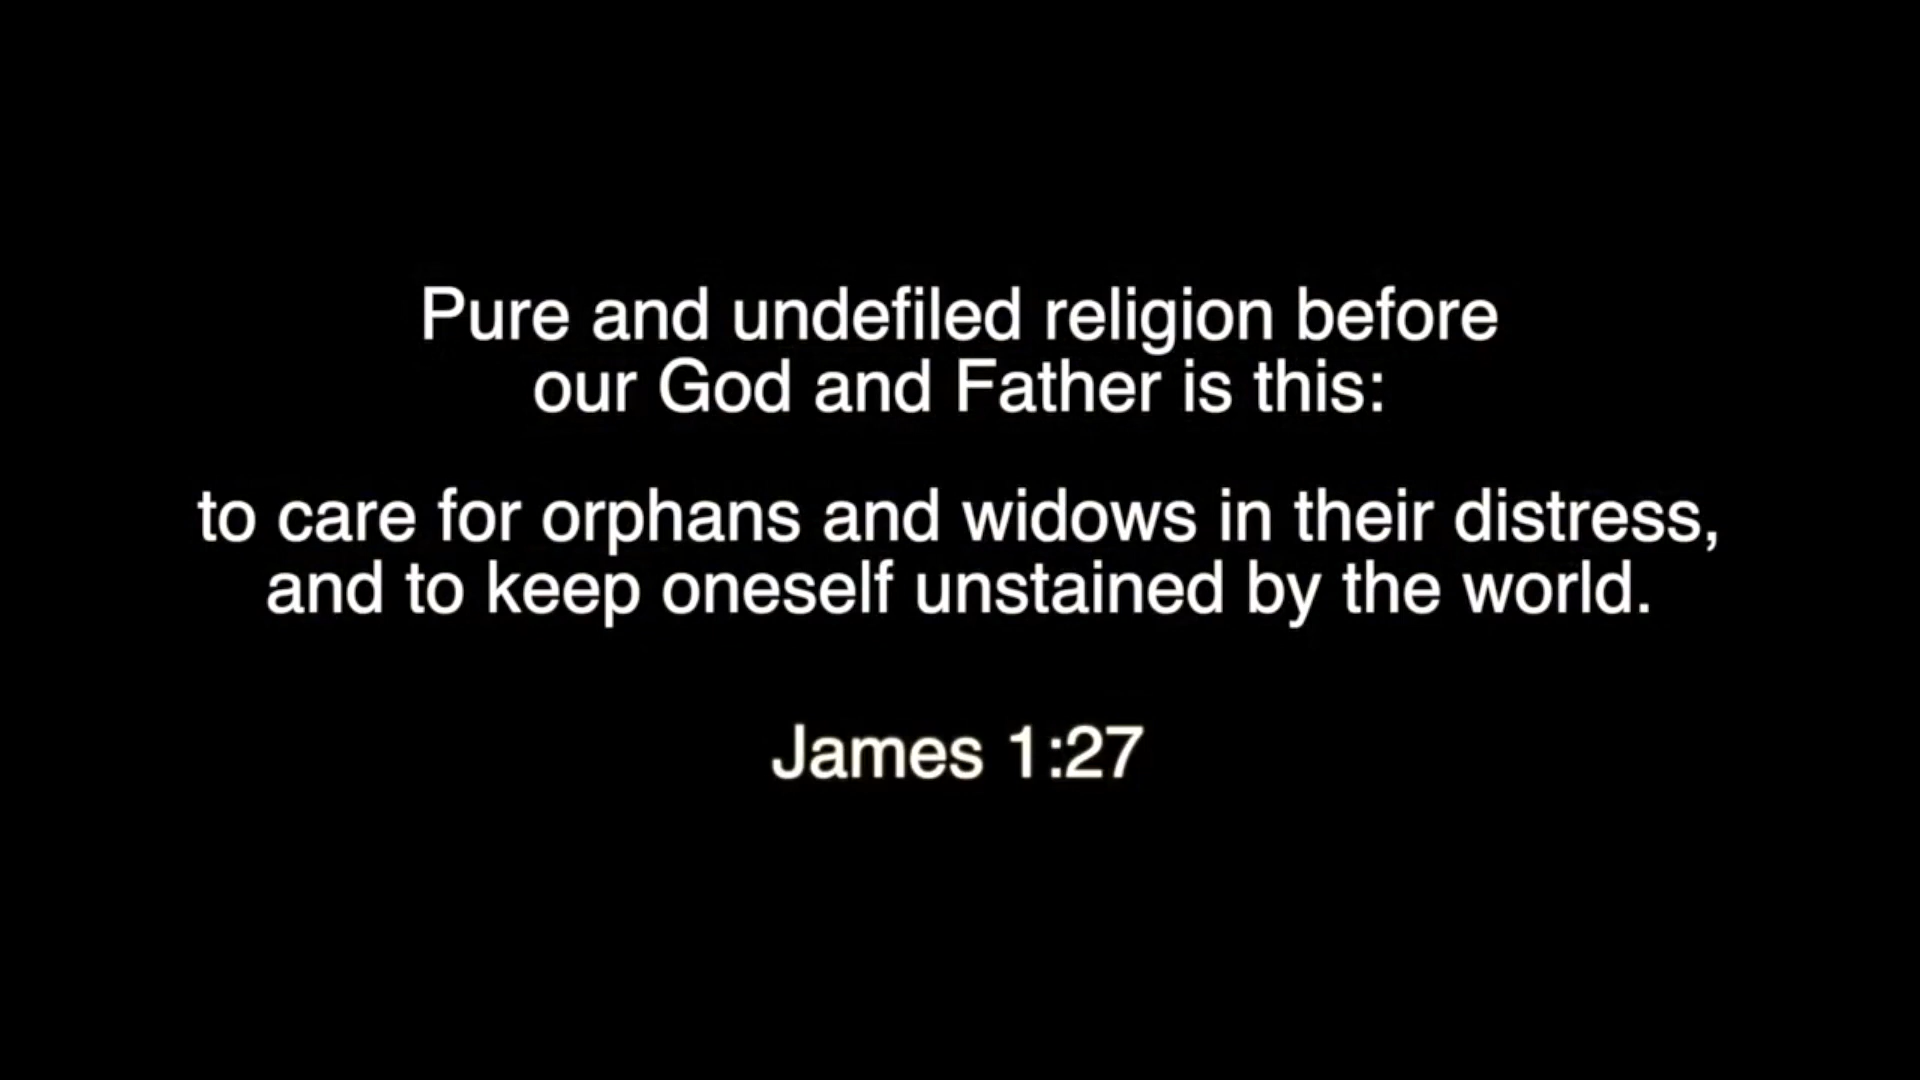 Pure and undefiled religion before
our God and Father is this:
to care for orphans and widows in their distress,
and to keep oneself unstained by the world.
James 1:27